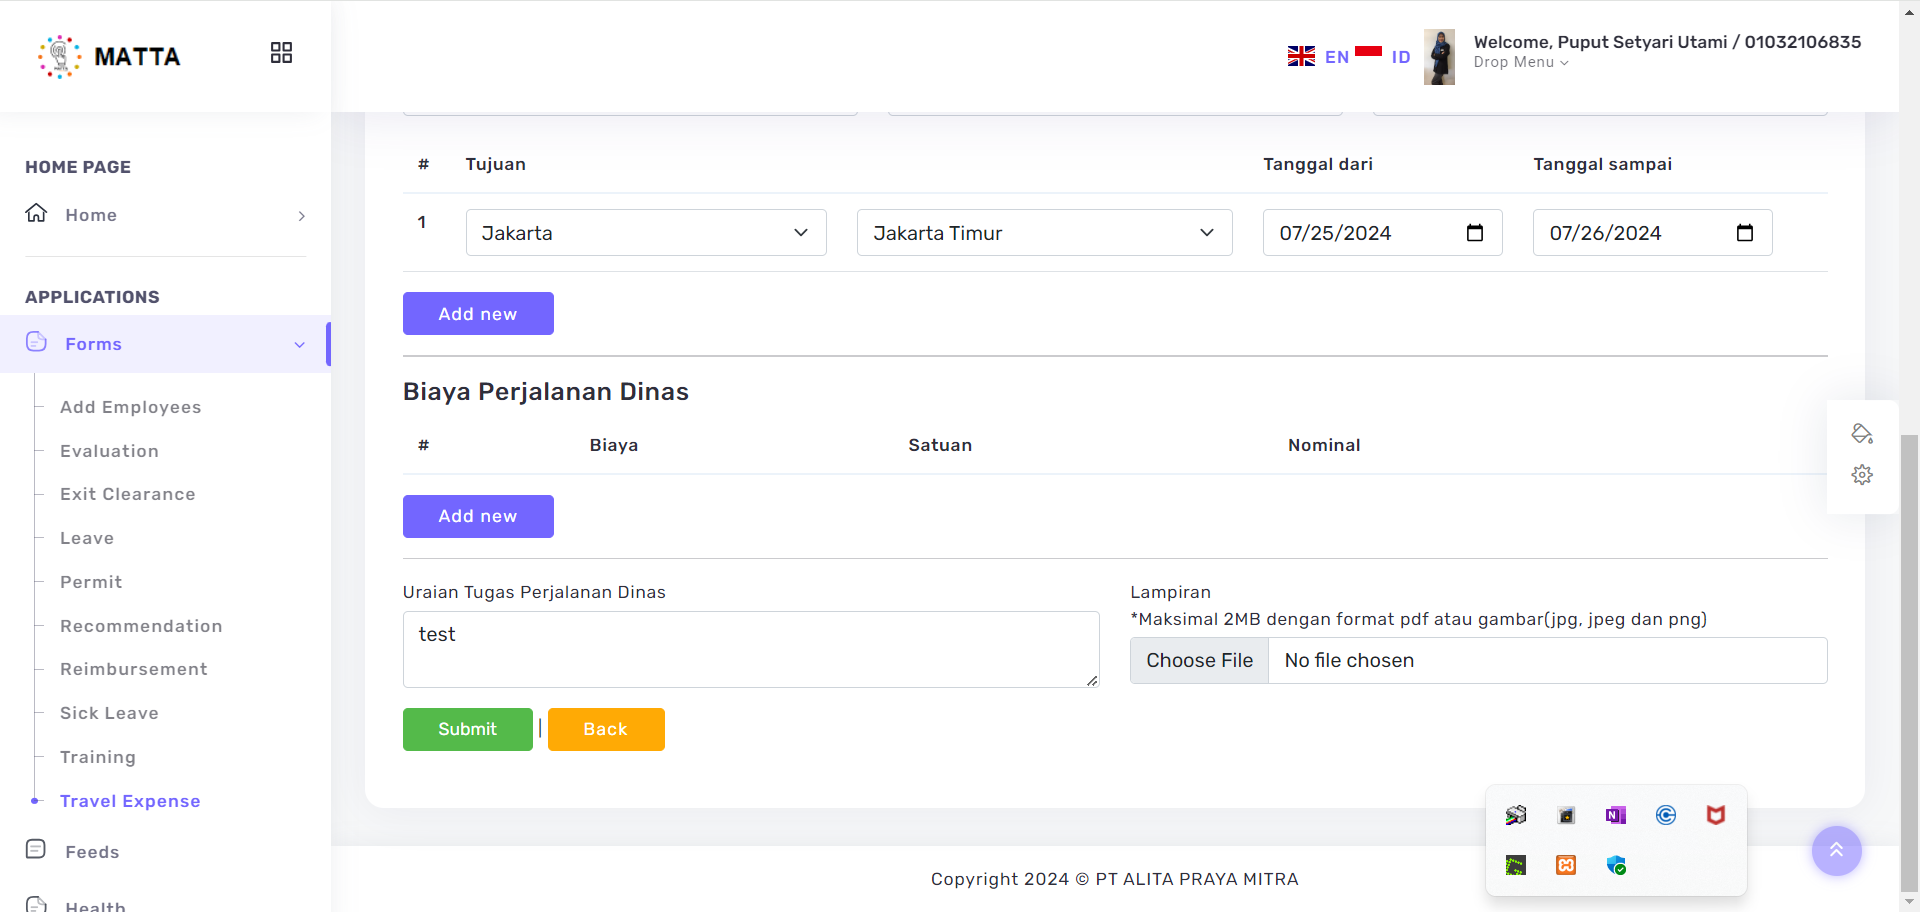 MATTA
EN ID
Welcome, Puput Setyari Utami / 01032106835
Drop Menu
HOME PAGE
Home
APPLICATIONS
Forms
Add Employees
Evaluation
Exit Clearance
Leave
Permit
Recommendation
Reimbursement
Sick Leave
Training
Travel Expense
Feeds
Health
# Tujuan Tanggal dari Tanggal sampai
1 Jakarta Jakarta Timur 07/25/2024 07/26/2024
Add new
Biaya Perjalanan Dinas
# Biaya Satuan Nominal
Add new
Uraian Tugas Perjalanan Dinas
test
Lampiran
*Maksimal 2MB dengan format pdf atau gambar(jpg, jpeg dan png)
Choose File No file chosen
Submit | Back
Copyright 2024 © PT ALITA PRAYA MITRA